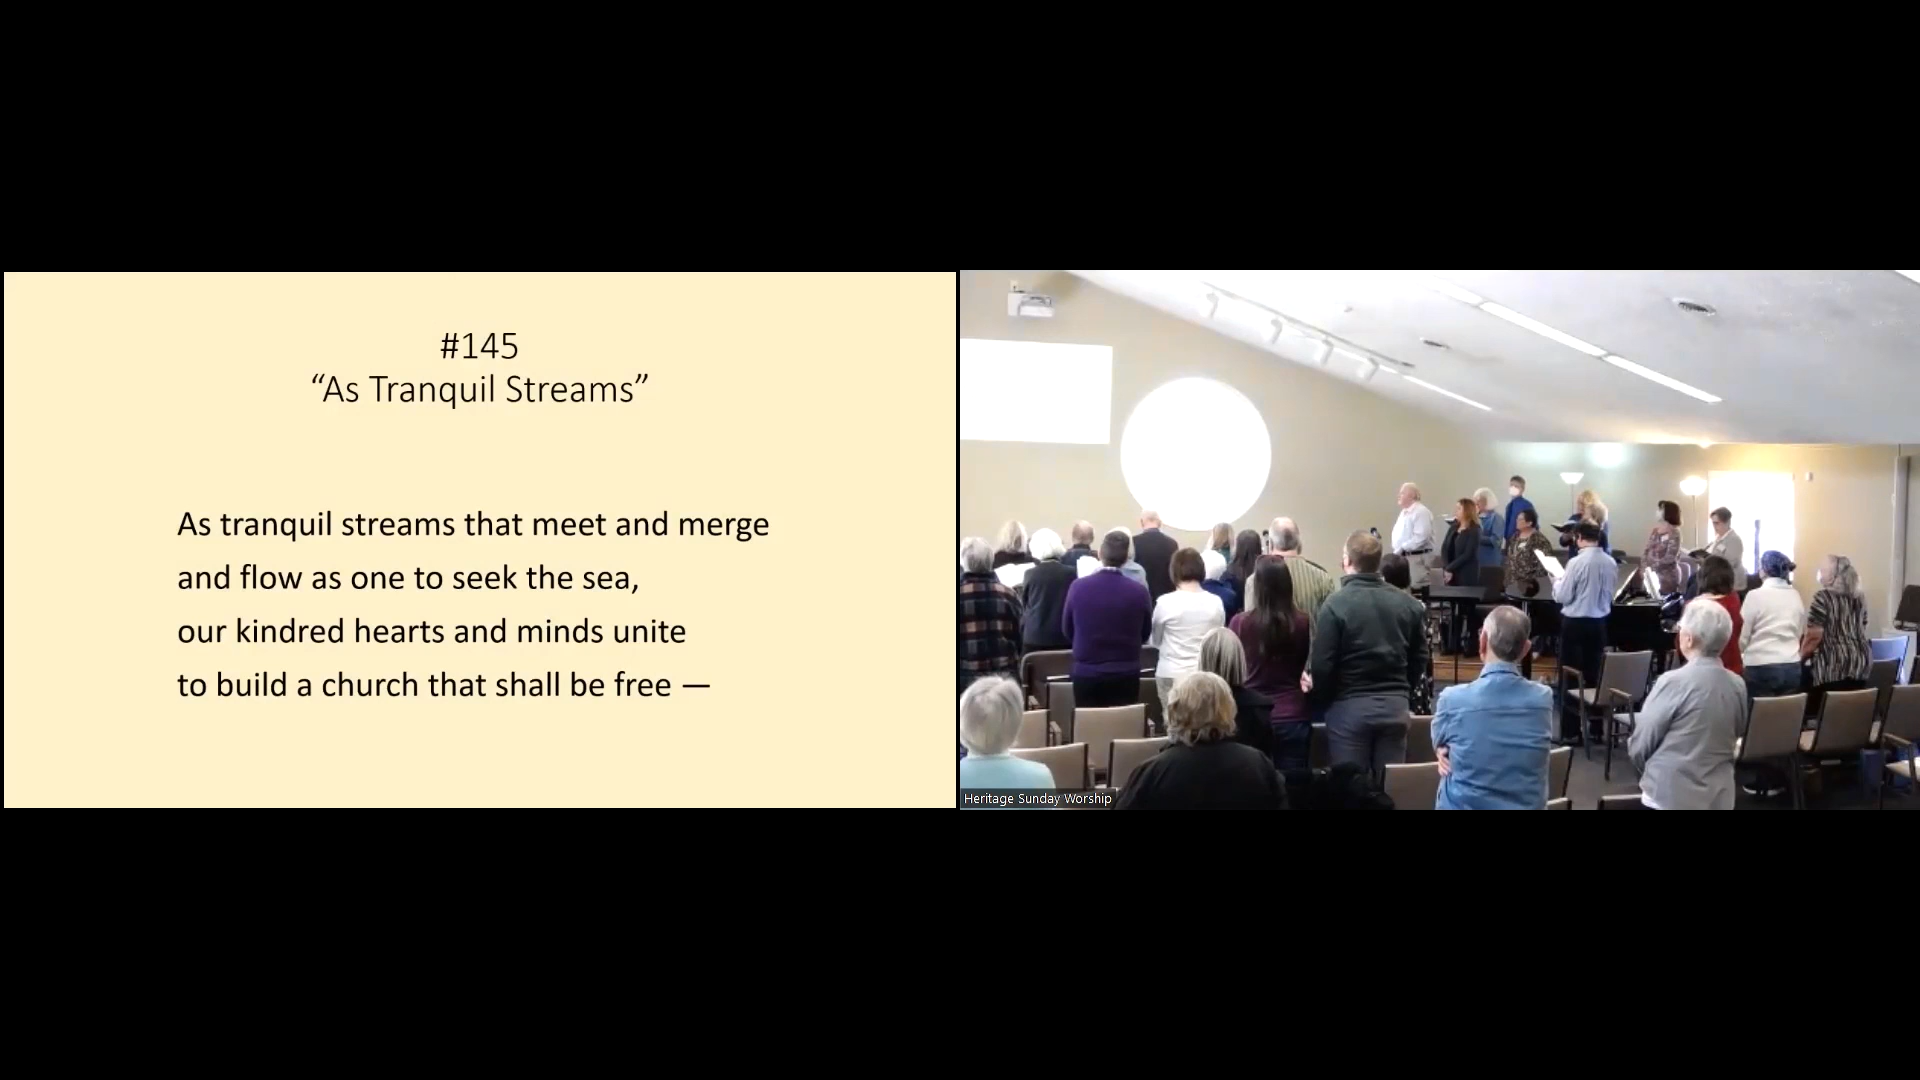 #145
“As Tranquil Streams”
As tranquil streams that meet and merge
and flow as one to seek the sea,
our kindred hearts and minds unite
to build a church that shall be free —
Heritage Sunday Worship